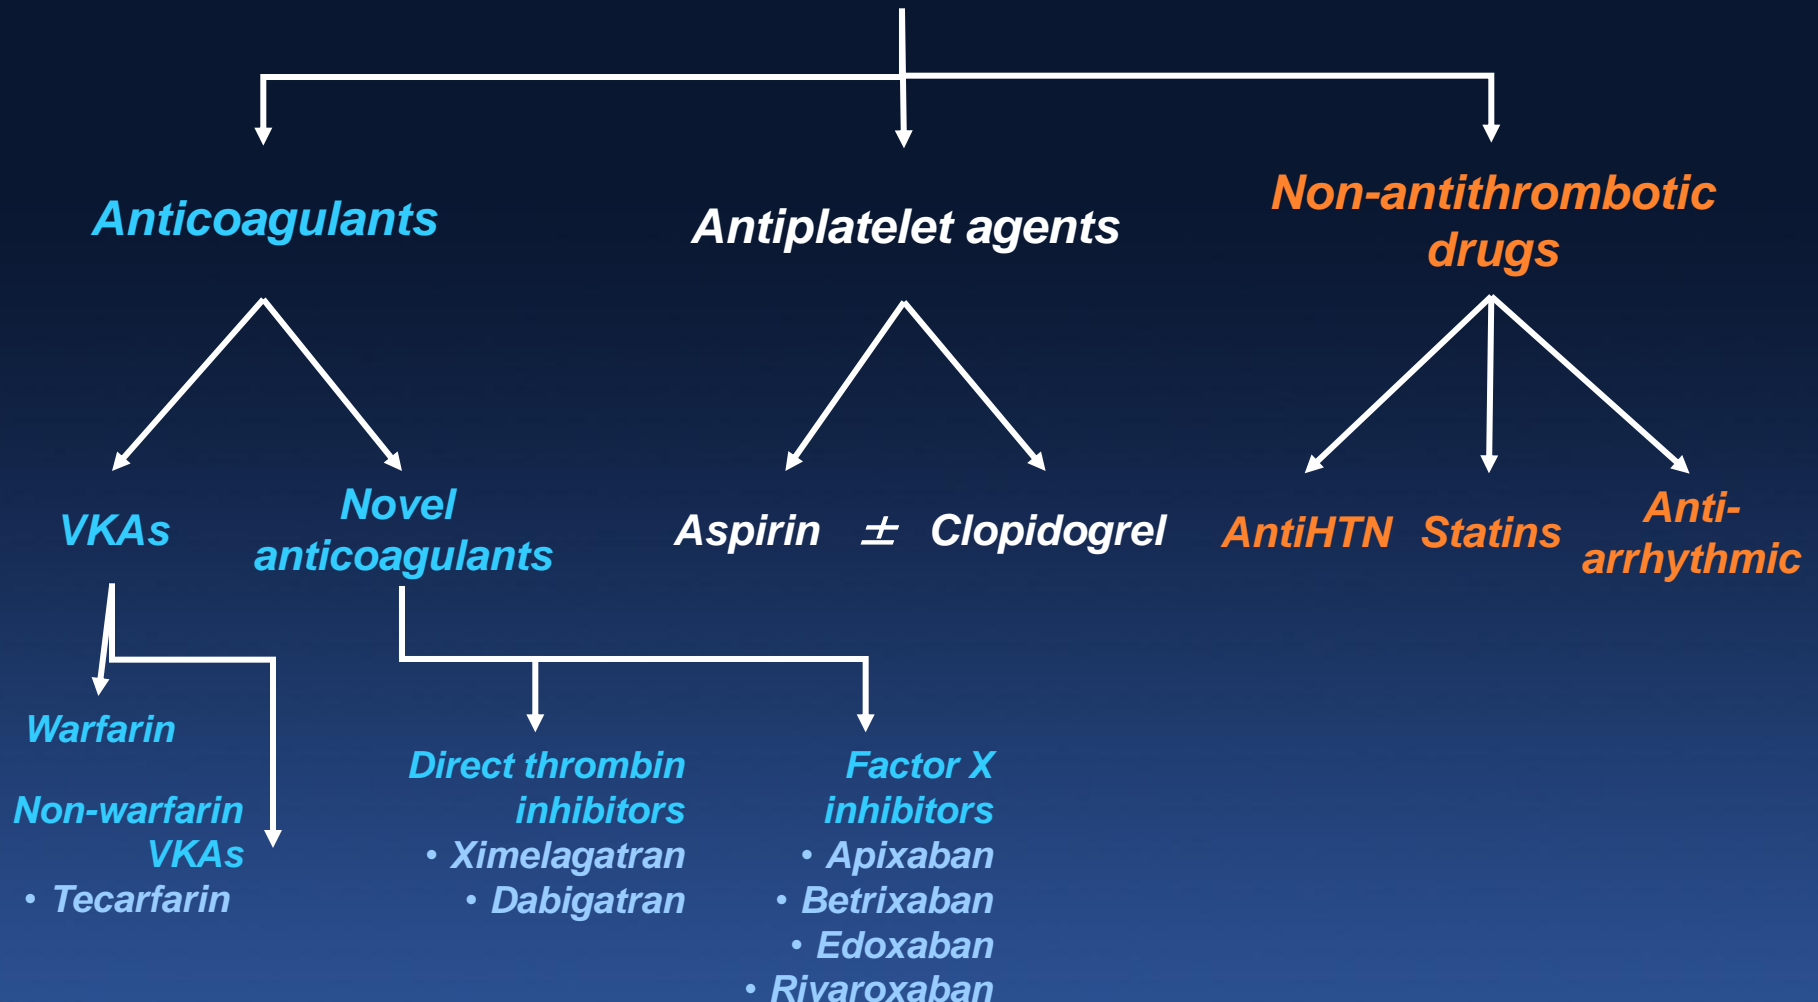 Anticoagulants
Antiplatelet agents
Non-antithrombotic
drugs
VKAs
Novel
anticoagulants
Aspirin ± Clopidogrel
AntiHTN
Statins
Anti-
arrhythmic
Warfarin
Non-warfarin
VKAs
• Tecarfarin
Direct thrombin
inhibitors
• Ximelagatran
• Dabigatran
Factor X
inhibitors
• Apixaban
• Betrixaban
• Edoxaban
• Rivaroxaban